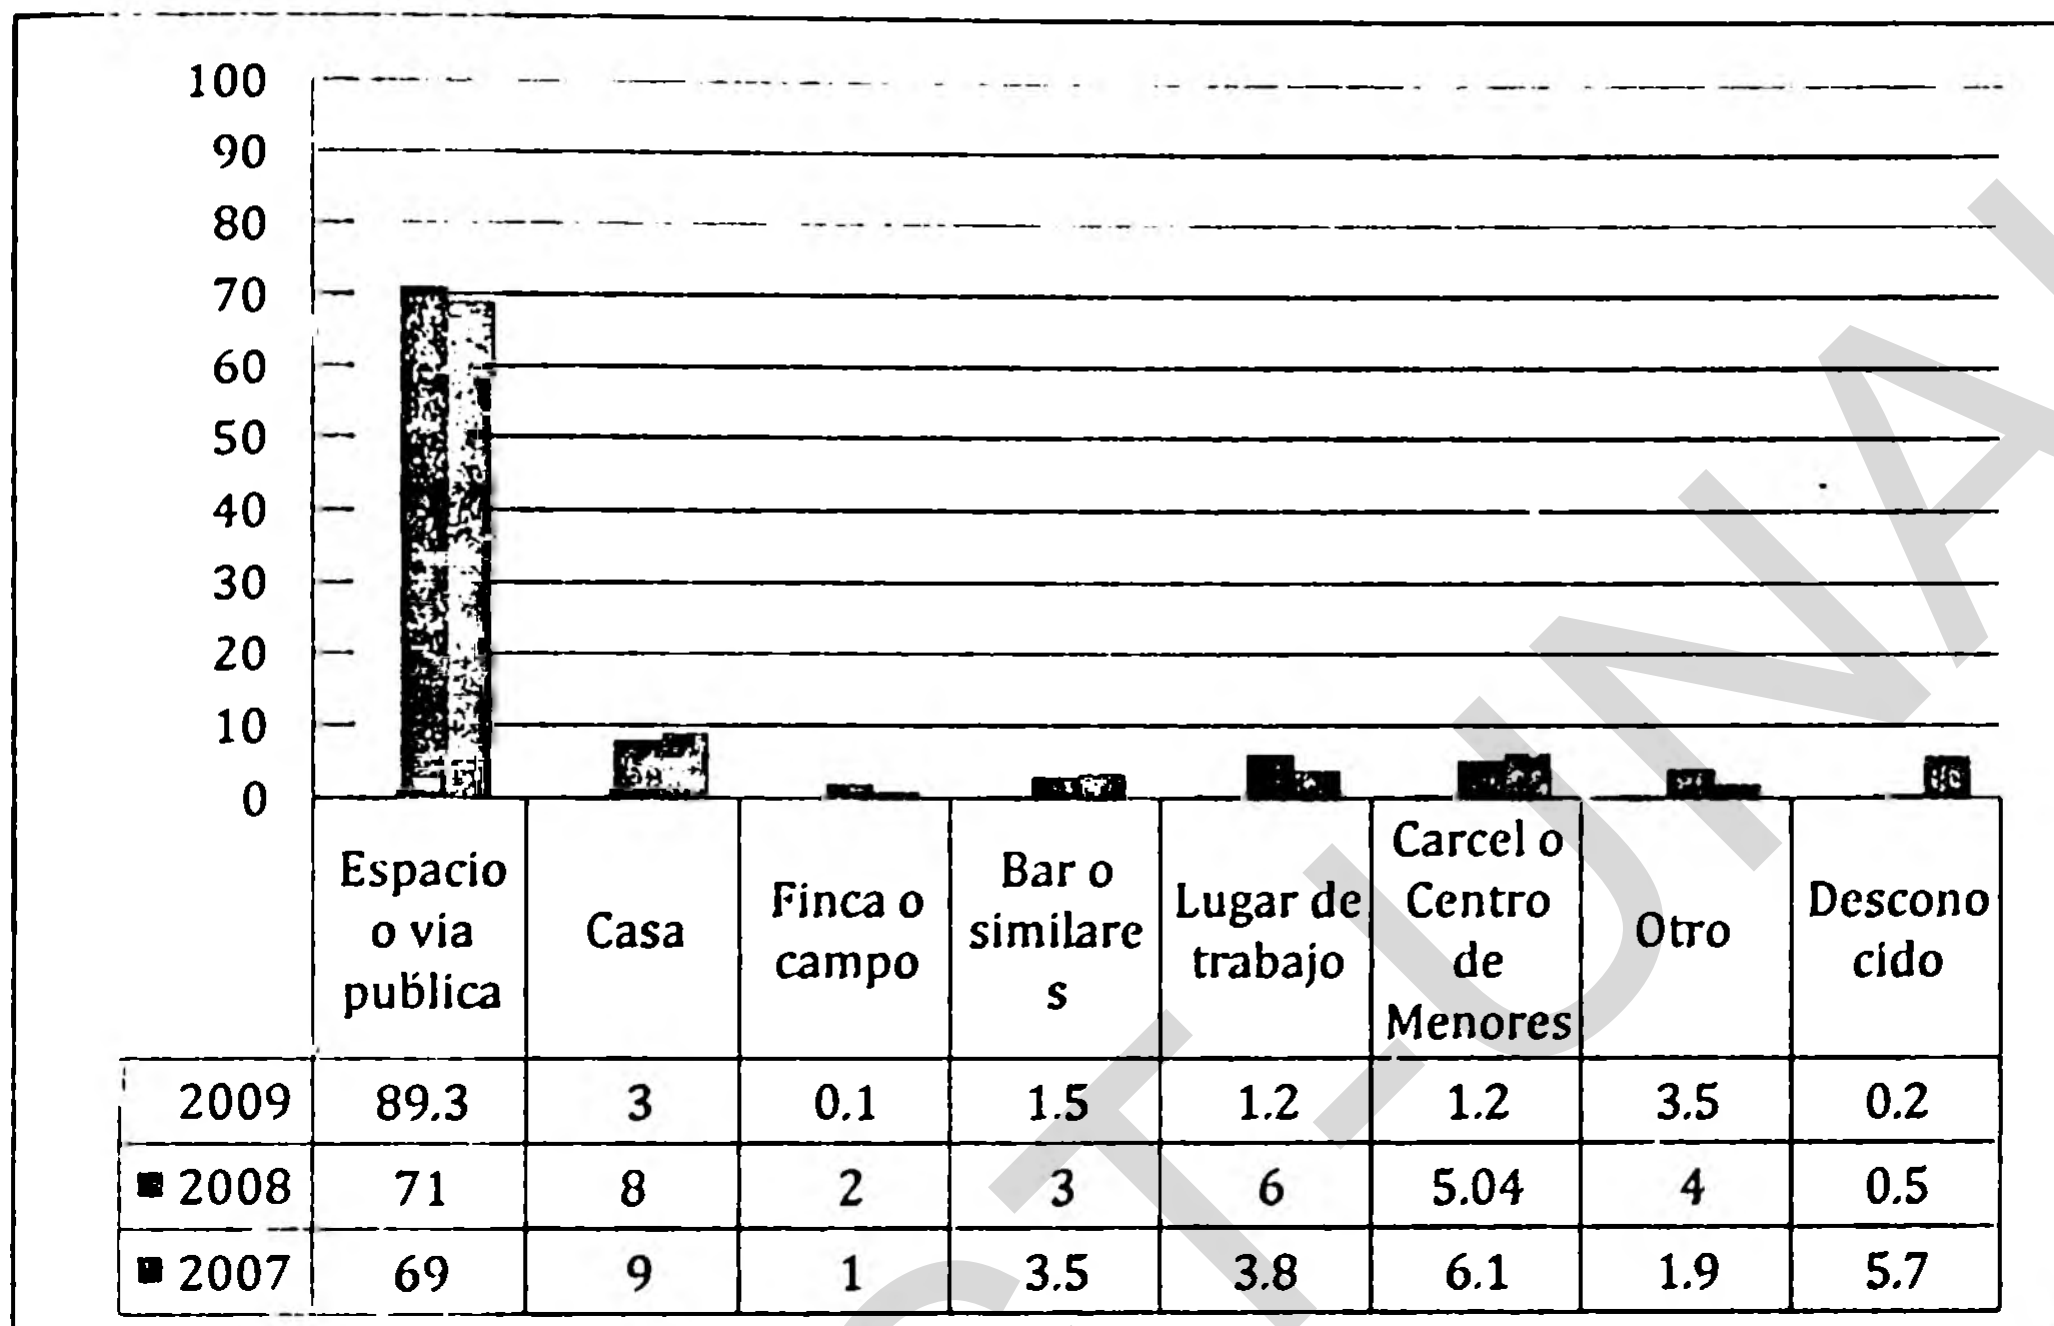 100
90
80
70
60
50
40
30
20
10
0
Espacio
o via
publica
Casa
Finca o
campo
Bar o
similare
s
Lugar de
trabajo
Carcel o
Centro
de
Menores
Otro
Descono
cido
2009 89.3 3 0.1 1.5 1.2 1.2 3.5 0.2
2008 71 8 2 3 6 5.04 4 0.5
2007 69 9 1 3.5 3.8 6.1 1.9 5.7